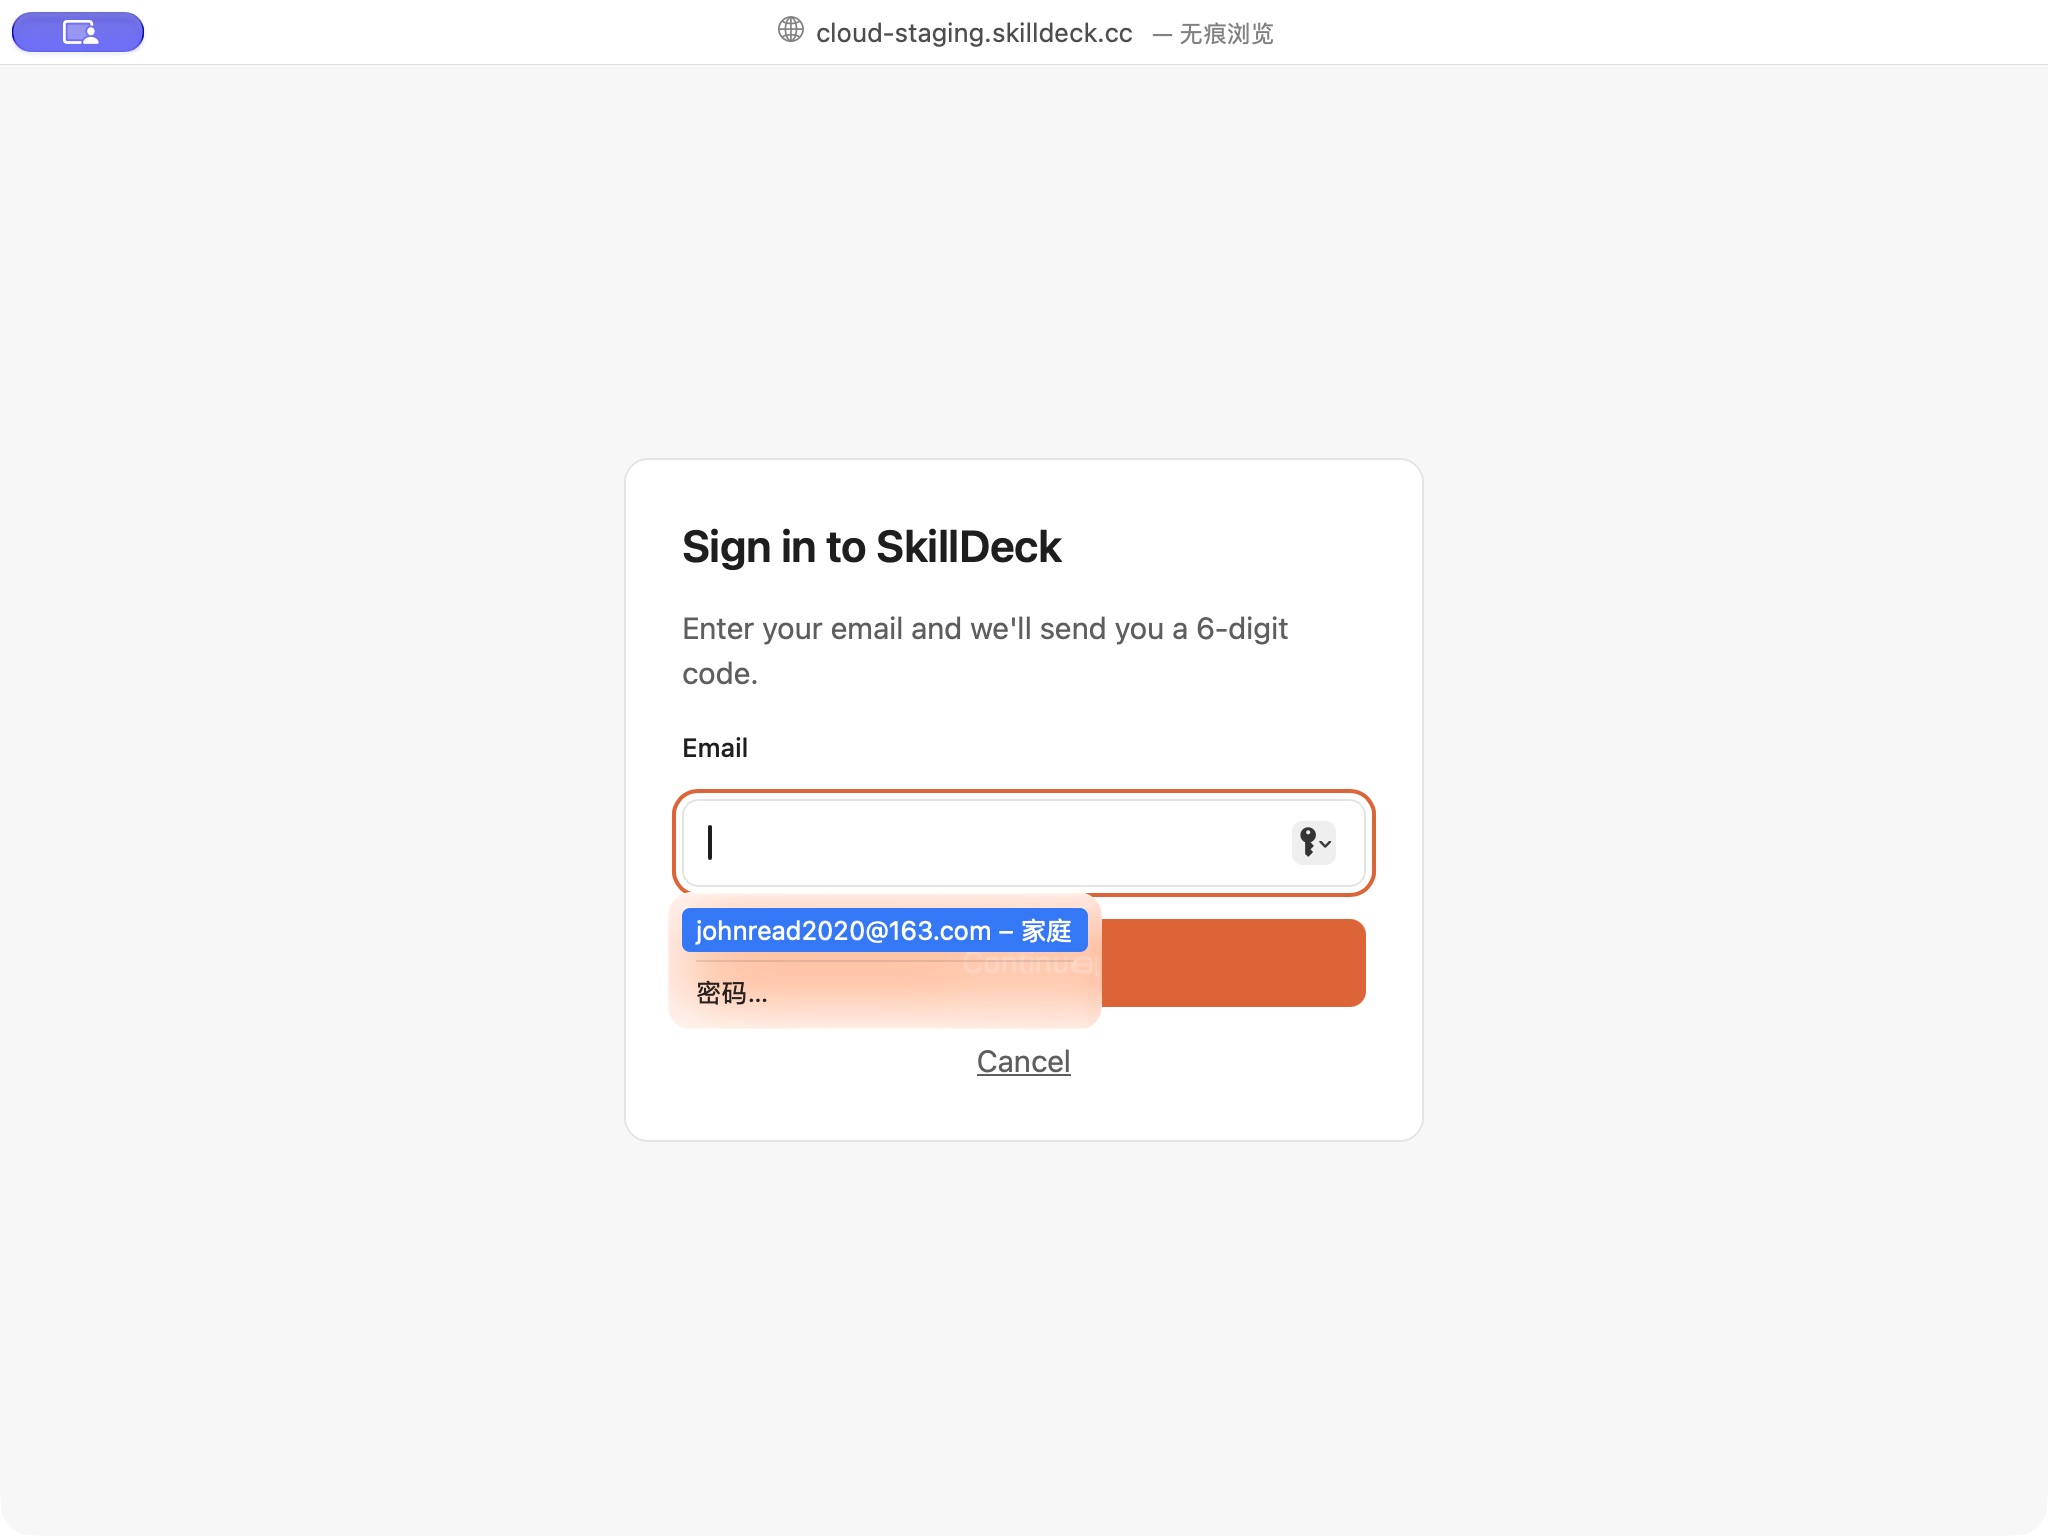 cloud-staging.skilldeck.cc — 无痕浏览
Sign in to SkillDeck
Enter your email and we'll send you a 6-digit
code.
Email
johnread2020@163.com – 家庭
密码...
Cancel